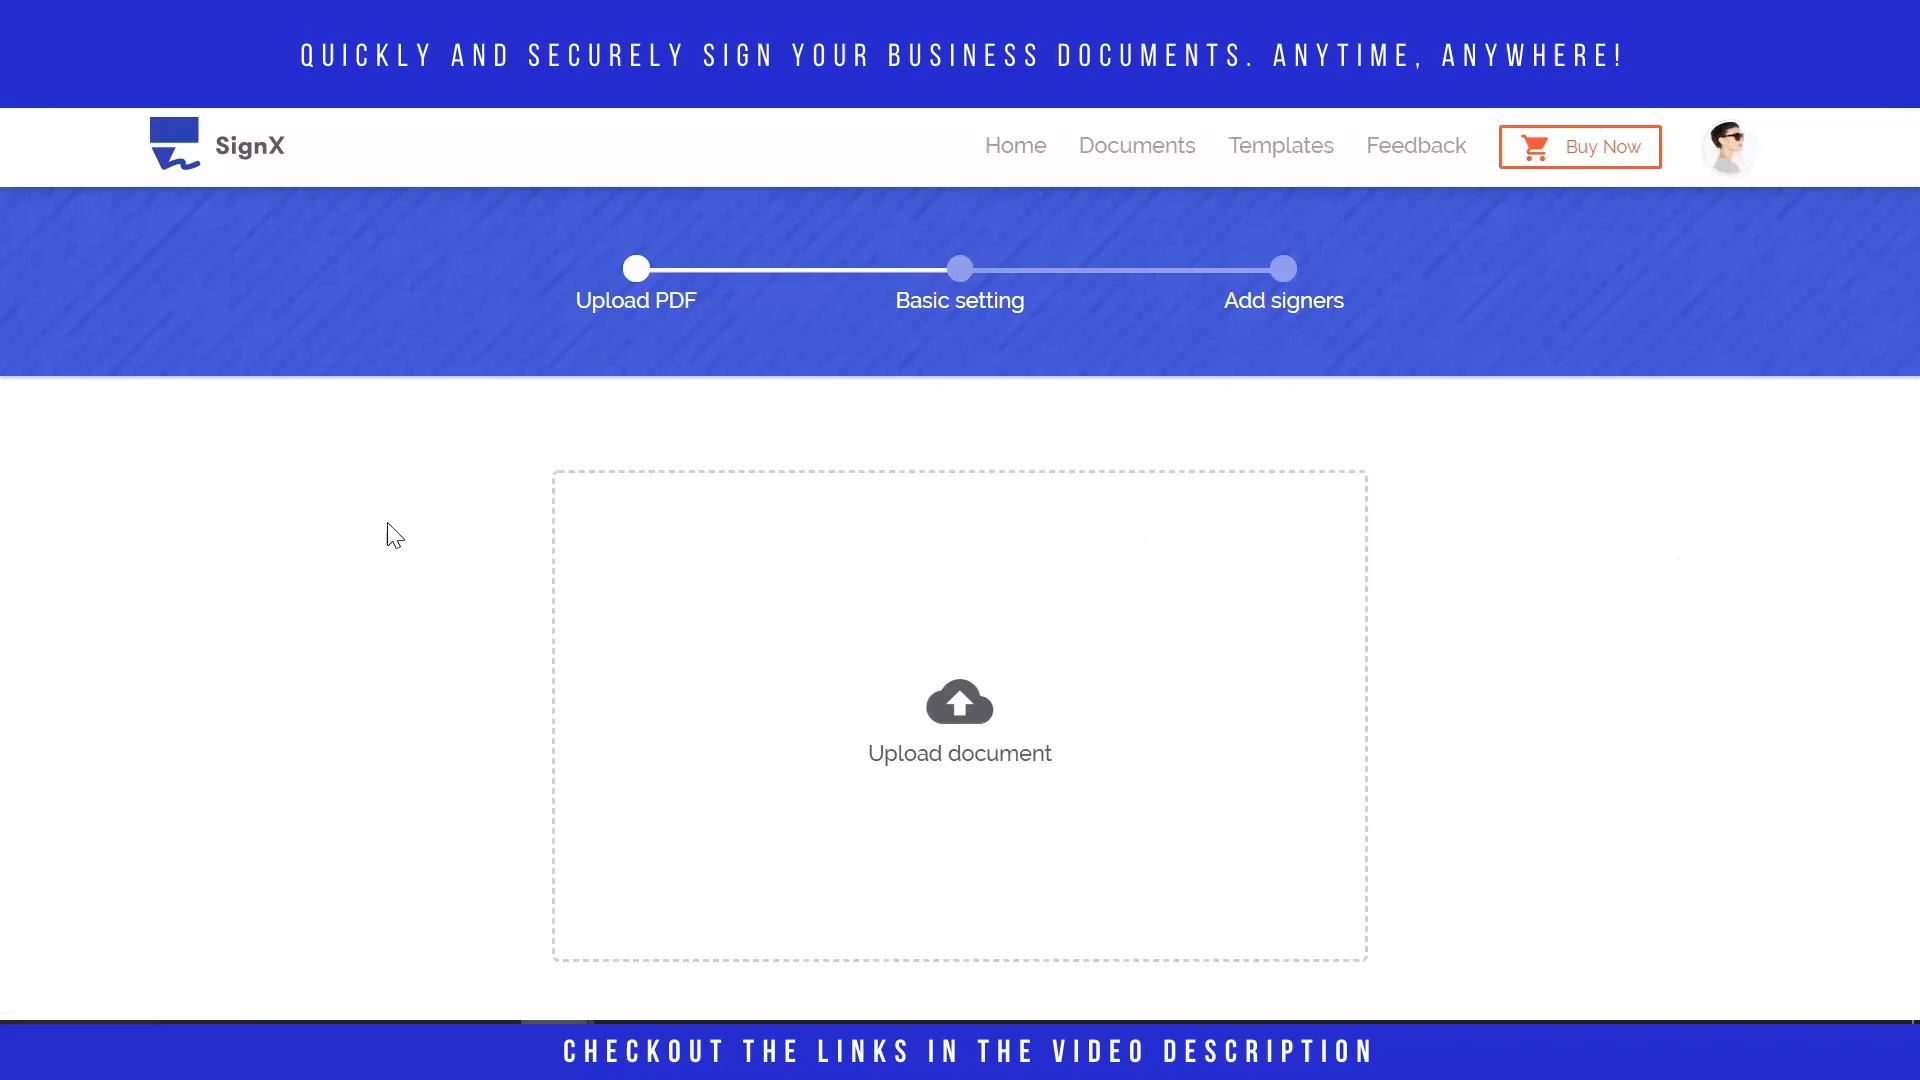 QUICKLY AND SECURELY SIGN YOUR BUSINESS DOCUMENTS. ANYTIME, ANYWHERE!
SignX
Home Documents Templates Feedback Buy Now
Upload PDF Basic setting Add signers
Upload document
CHECKOUT THE LINKS IN THE VIDEO DESCRIPTION